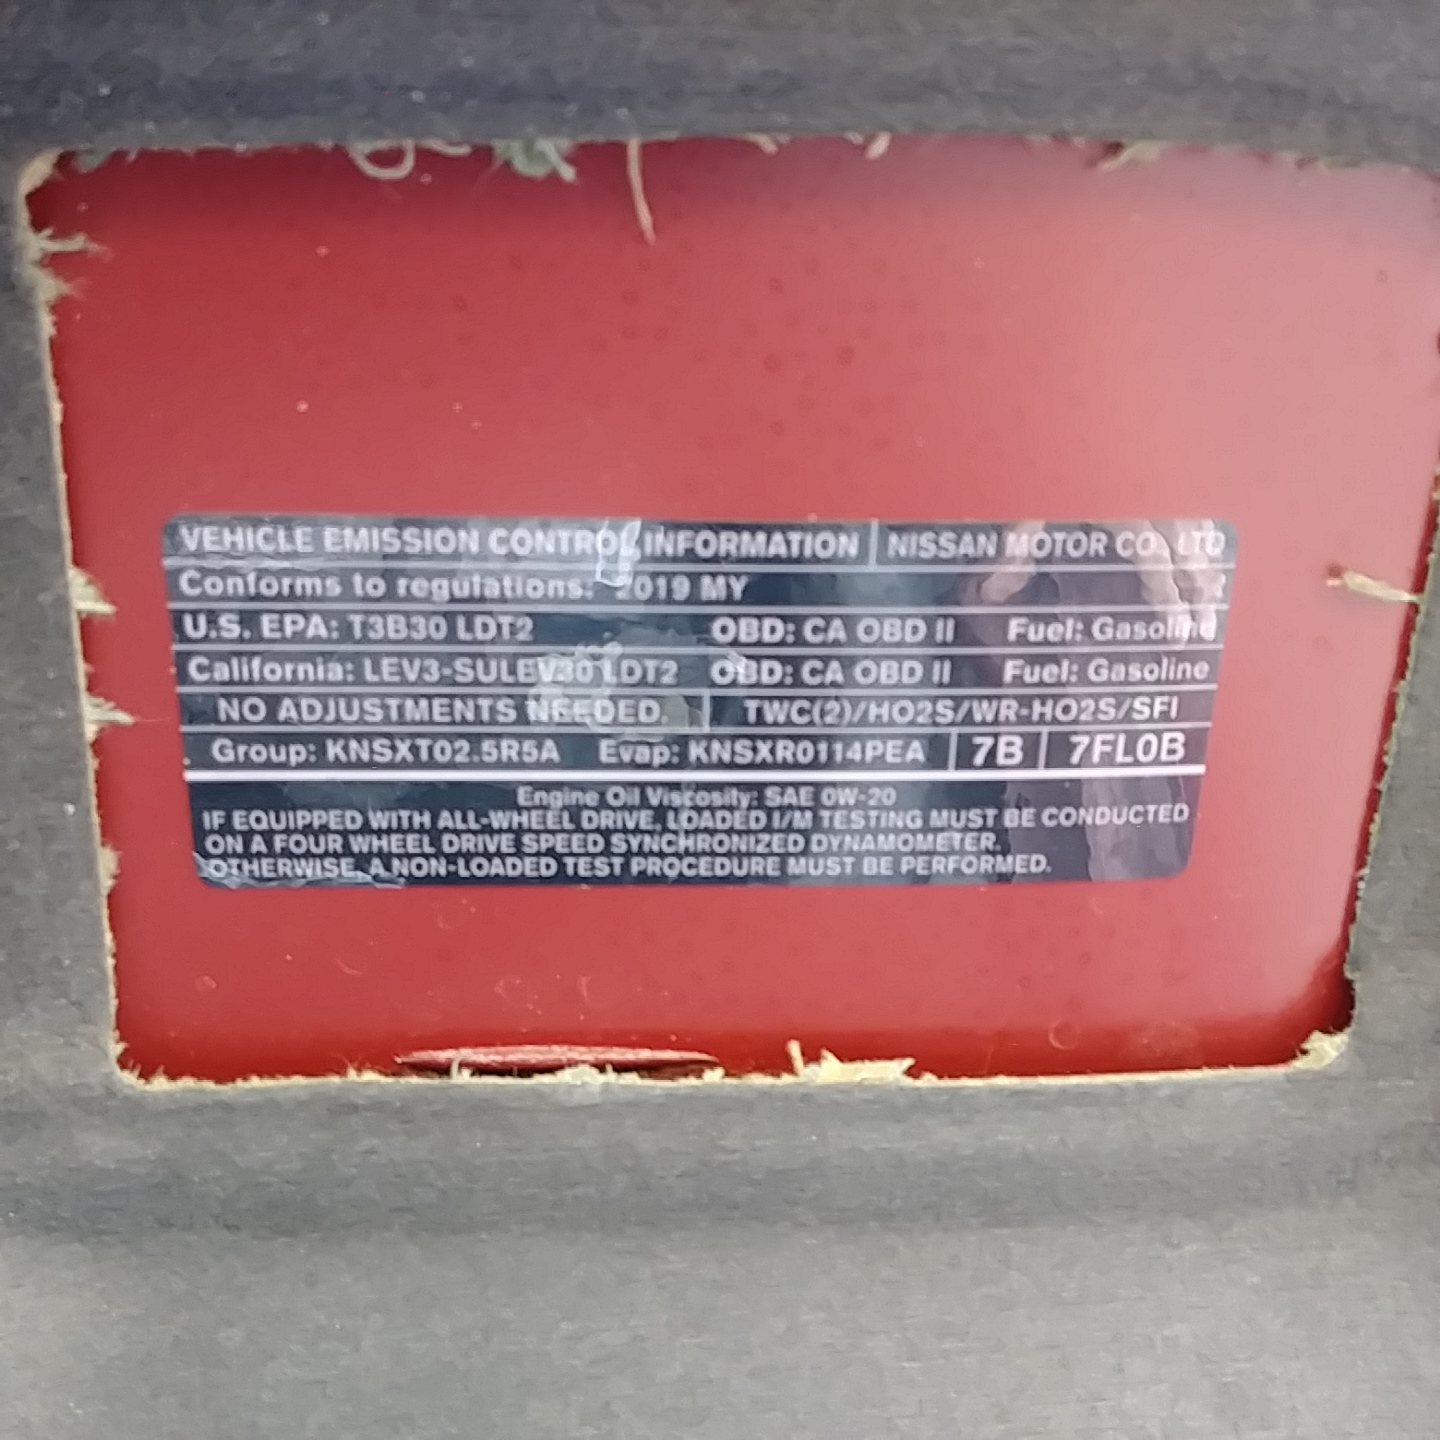 VEHICLE EMISSION CONTROL INFORMATION NISSAN MOTOR CO., LTD
Conforms to regulations: 2019 MY
U.S. EPA: T3B30 LDT2 OBD: CA OBD II Fuel: Gasoline
California: LEV3-SULEV30 LDT2 OBD: CA OBD II Fuel: Gasoline
NO ADJUSTMENTS NEEDED. TWC(2)/HO2S/WR-HO2S/SFI
Group: KNSXT02.5R5A Evap: KNSXR0114PEA 7B 7FL0B
Engine Oil Viscosity: SAE 0W-20
IF EQUIPPED WITH ALL-WHEEL DRIVE, LOADED I/M TESTING MUST BE CONDUCTED
ON A FOUR WHEEL DRIVE SPEED SYNCHRONIZED DYNAMOMETER.
OTHERWISE, A NON-LOADED TEST PROCEDURE MUST BE PERFORMED.